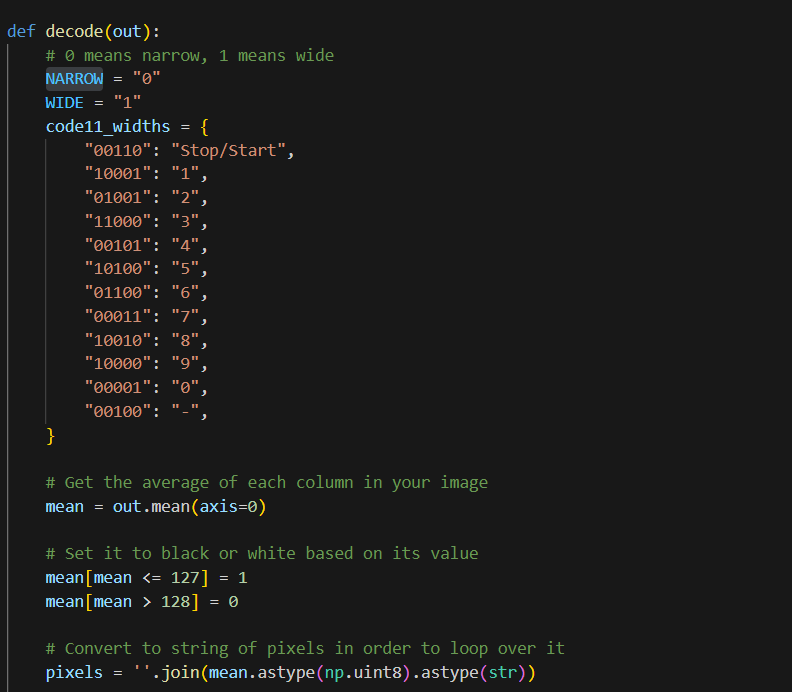 def decode(out):
    # 0 means narrow, 1 means wide
    NARROW = "0"
    WIDE = "1"
    code11_widths = {
        "00110": "Stop/Start",
        "10001": "1",
        "01001": "2",
        "11000": "3",
        "00101": "4",
        "10100": "5",
        "01100": "6",
        "00011": "7",
        "10010": "8",
        "10000": "9",
        "00001": "0",
        "00100": "-",
    }
    # Get the average of each column in your image
    mean = out.mean(axis=0)
    # Set it to black or white based on its value
    mean[mean <= 127] = 1
    mean[mean > 128] = 0
    # Convert to string of pixels in order to loop over it
    pixels = ''.join(mean.astype(np.uint8).astype(str))